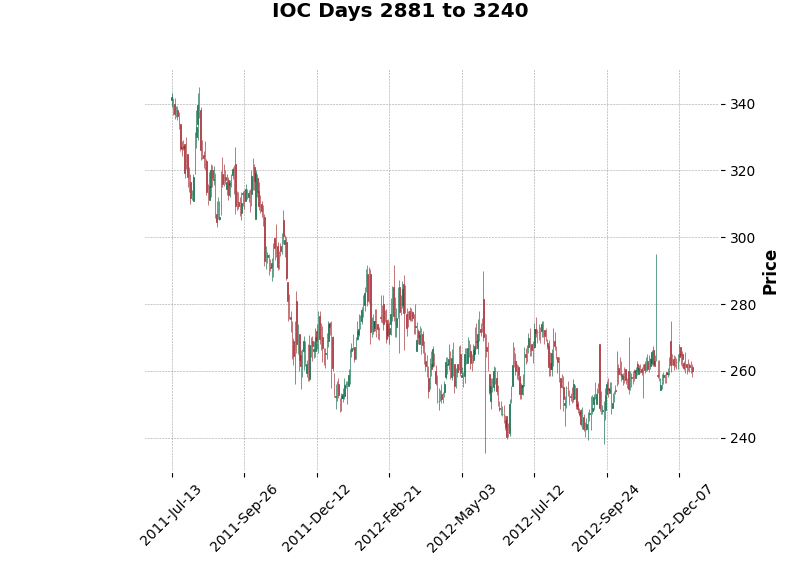 IOC Days 2881 to 3240
340
320
300
280
260
240
Price
2011-Jul-13
2011-Sep-26
2011-Dec-12
2012-Feb-21
2012-May-03
2012-Jul-12
2012-Sep-24
2012-Dec-07